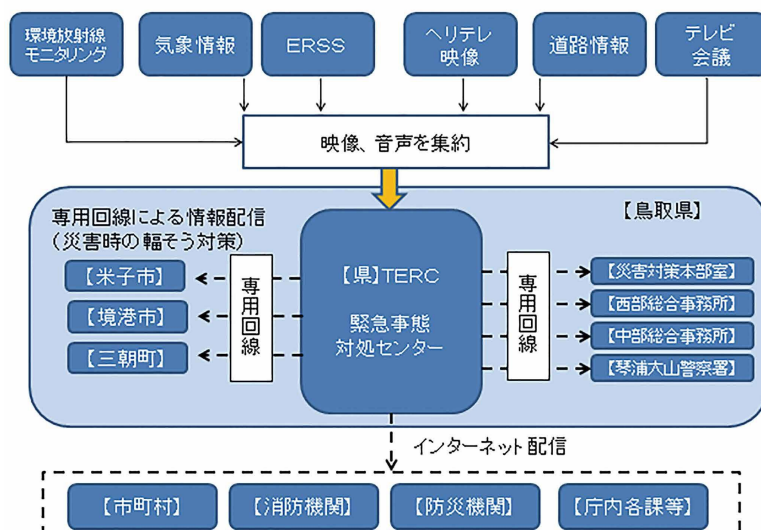 環境放射線
モニタリング
気象情報
ERSS
ヘリテレ
映像
道路情報
テレビ
会議
映像、音声を集約
専用回線による情報配信
(災害時の輻そう対策)
【鳥取県】
【米子市】
【境港市】
【三朝町】
専用回線
【県】TERC
緊急事態
対処センター
専用回線
【災害対策本部室】
【西部総合事務所】
【中部総合事務所】
【琴浦大山警察署】
インターネット配信
【市町村】
【消防機関】
【防災機関】
【庁内各課等】